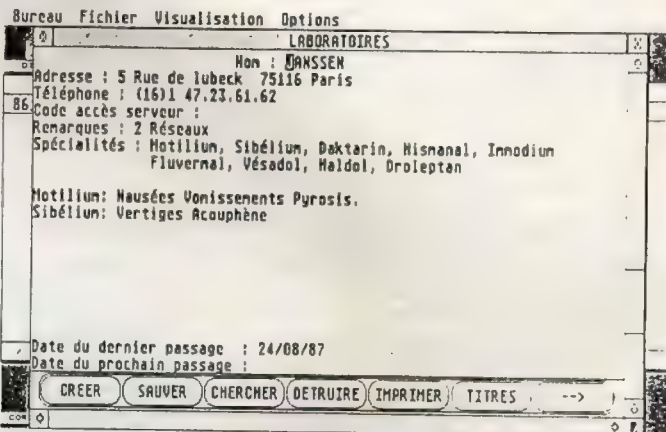 Bureau Fichier Visualisation Options
LABORATOIRES
Nom : JANSSEN
Adresse : 5 Rue de lubeck 75116 Paris
Téléphone : (16)1 47.23.61.62
86
Code accès serveur :
Remarques : 2 Réseaux
Spécialités : Motilium, Sibélium, Daktarin, Hismanal, Immodium
Fluvermal, Vésadol, Haldol, Droleptan
Motilium: Nausées Vomissements Pyrosis.
Sibélium: Vertiges Acouphène
Date du dernier passage : 24/08/87
Date du prochain passage :
CREER SAUVER CHERCHER DETRUIRE IMPRIMER TITRES -->